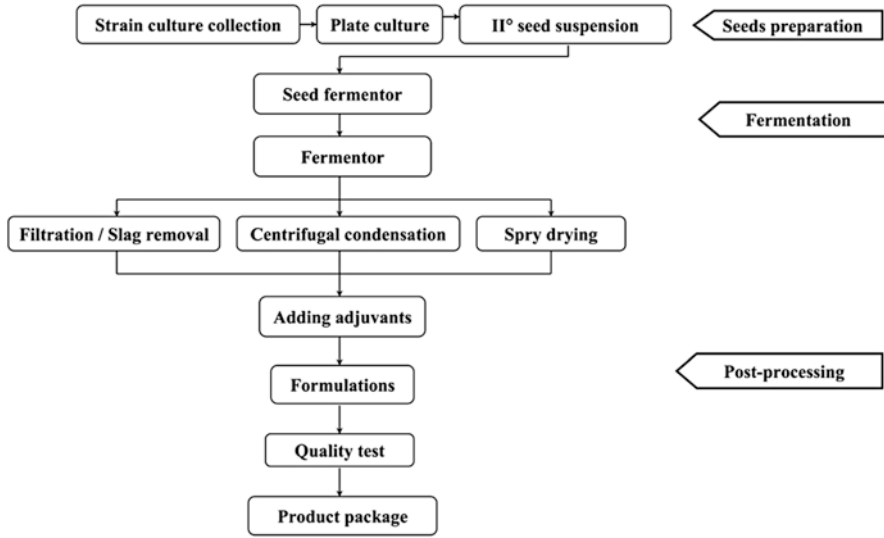 Strain culture collection
Plate culture
II° seed suspension
Seeds preparation
Seed fermentor
Fermentation
Fermentor
Filtration / Slag removal
Centrifugal condensation
Spry drying
Adding adjuvants
Post-processing
Formulations
Quality test
Product package